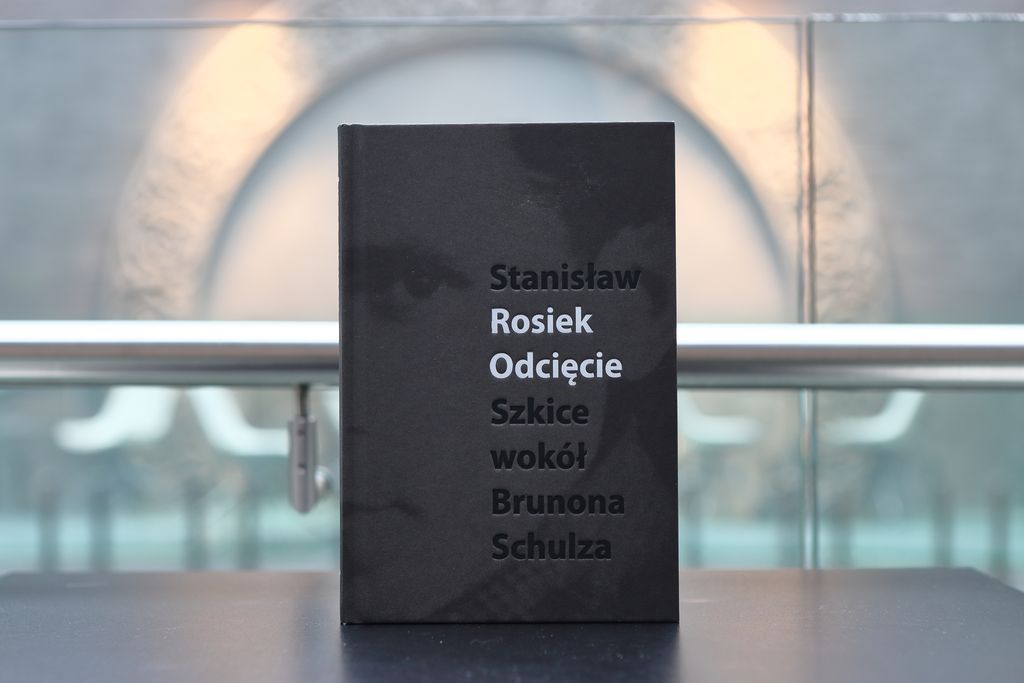 Stanisław
Rosiek
Odcięcie
Szkice
wokół
Brunona
Schulza